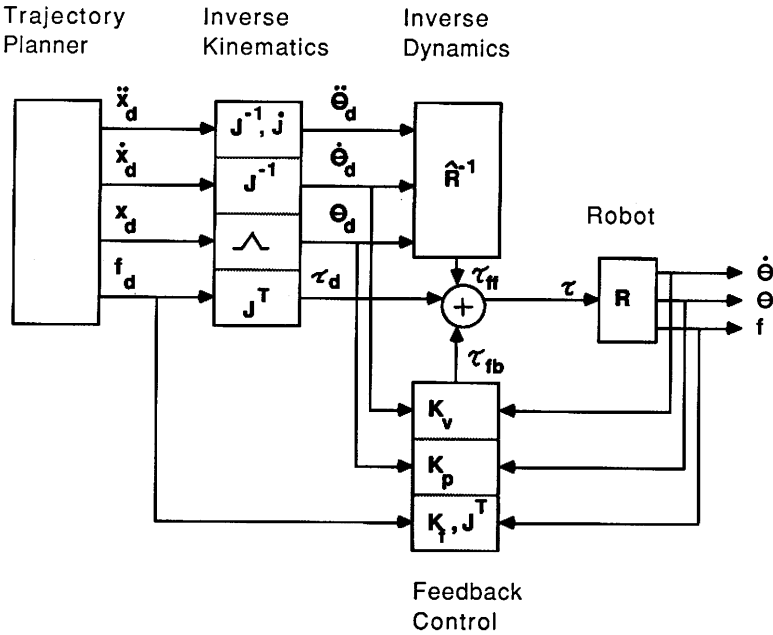 Trajectory
Planner
Inverse
Kinematics
Inverse
Dynamics
ẍd
J⁻¹, J̇
θ̈d
ẋd
J⁻¹
θ̇d
R̂⁻¹
xd
θd
Robot
fd
Jᵀ
τd
τff
+
τ
R
θ̇
θ
f
τfb
Kv
Kp
Kf, Jᵀ
Feedback
Control